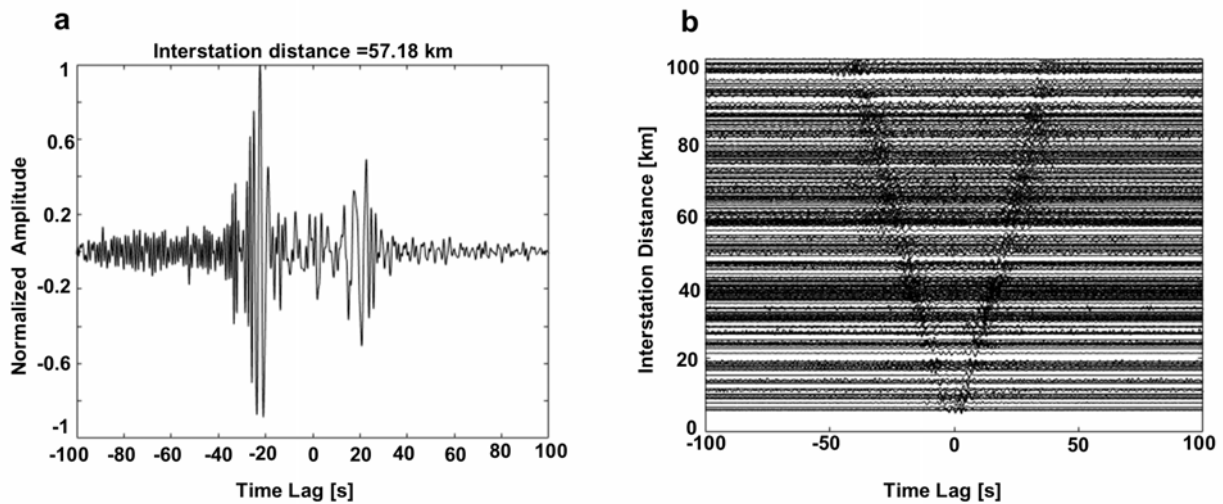 a
Interstation distance =57.18 km
Normalized Amplitude
1
0.6
0.2
-0.2
-0.6
-1
-100 -80 -60 -40 -20 0 20 40 60 80 100
Time Lag [s]
b
Interstation Distance [km]
100
80
60
40
20
0
-100 -50 0 50 100
Time Lag [s]